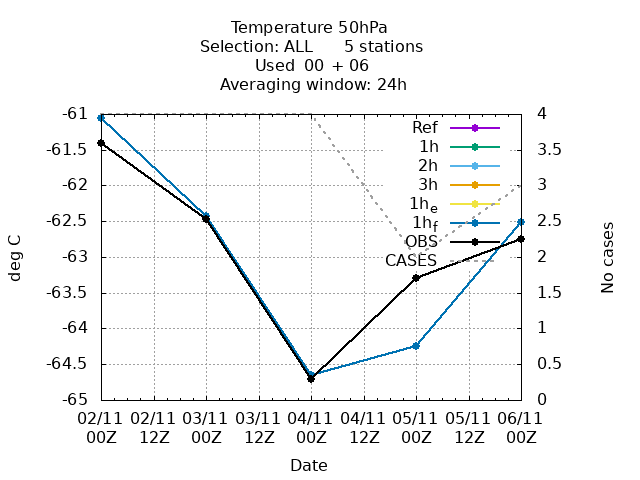 Temperature 50hPa
Selection: ALL 5 stations
Used 00 + 06
Averaging window: 24h
-61
-61.5
-62
-62.5
-63
-63.5
-64
-64.5
-65
deg C
4
3.5
3
2.5
2
1.5
1
0.5
0
No cases
Ref
1h
2h
3h
1he
1hf
OBS
CASES
02/11 02/11 03/11 03/11 04/11 04/11 05/11 05/11 06/11
00Z 12Z 00Z 12Z 00Z 12Z 00Z 12Z 00Z
Date